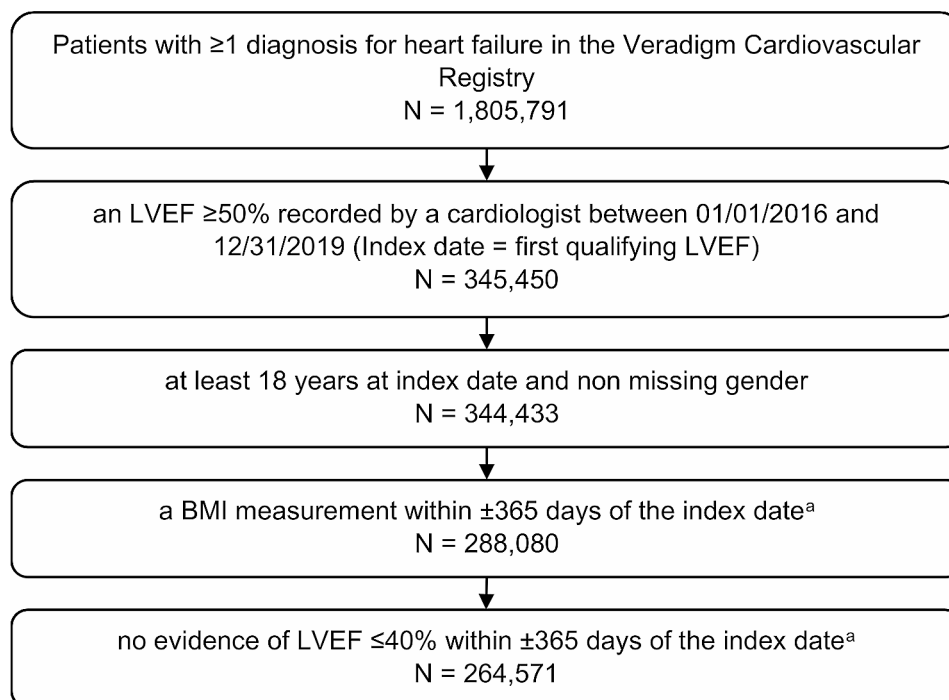 Patients with ≥1 diagnosis for heart failure in the Veradigm Cardiovascular
Registry
N = 1,805,791
an LVEF ≥50% recorded by a cardiologist between 01/01/2016 and
12/31/2019 (Index date = first qualifying LVEF)
N = 345,450
at least 18 years at index date and non missing gender
N = 344,433
a BMI measurement within ±365 days of the index dateᵃ
N = 288,080
no evidence of LVEF ≤40% within ±365 days of the index dateᵃ
N = 264,571